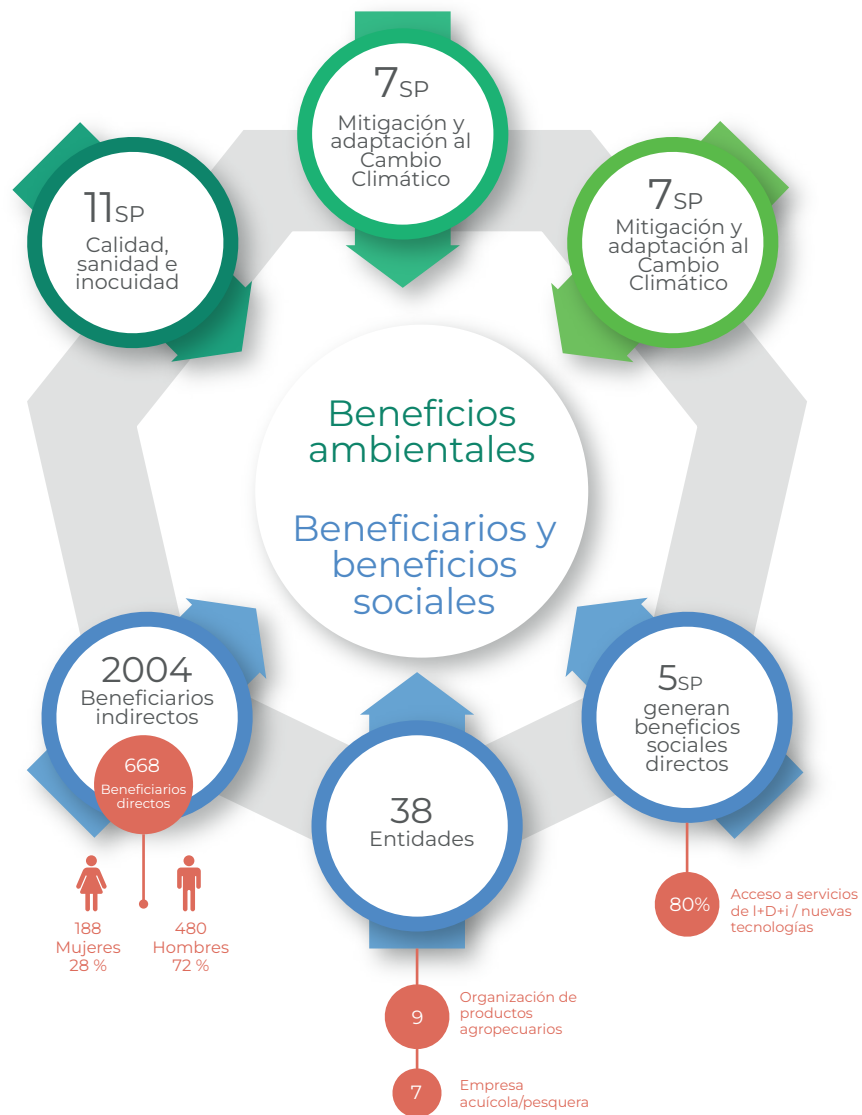 7SP
Mitigación y
adaptación al
Cambio
Climático
11SP
Calidad,
sanidad e
inocuidad
7SP
Mitigación y
adaptación al
Cambio
Climático
Beneficios
ambientales
Beneficiarios y
beneficios
sociales
2004
Beneficiarios
indirectos
668
Beneficiarios
directos
188
Mujeres
28 %
480
Hombres
72 %
38
Entidades
9
Organización de
productos
agropecuarios
7
Empresa
acuícola/pesquera
5SP
generan
beneficios
sociales
directos
80%
Acceso a servicios
de I+D+i / nuevas
tecnologías